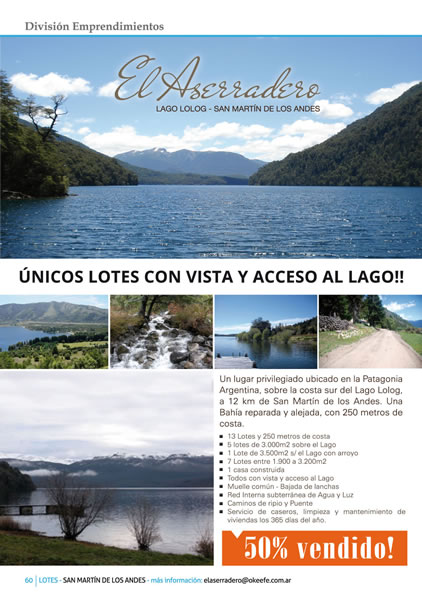 División Emprendimientos
El Aserradero
LAGO LOLOG - SAN MARTÍN DE LOS ANDES
ÚNICOS LOTES CON VISTA Y ACCESO AL LAGO!!
Un lugar privilegiado ubicado en la Patagonia
Argentina, sobre la costa sur del Lago Lolog,
a 12 km de San Martín de los Andes. Una
Bahía reparada y alejada, con 250 metros de
costa.
13 Lotes y 250 metros de costa
5 lotes de 3.000m2 sobre el Lago
1 Lote de 3.500m2 s/ el Lago con arroyo
7 Lotes entre 1.900 a 3.200m2
1 casa construida
Todos con vista y acceso al Lago
Muelle común - Bajada de lanchas
Red Interna subterránea de Agua y Luz
Caminos de ripio y Puente
Servicio de caseros, limpieza y mantenimiento de
viviendas los 365 días del año.
50% vendido!
60 | LOTES - SAN MARTÍN DE LOS ANDES - más información: elaserradero@okeefe.com.ar